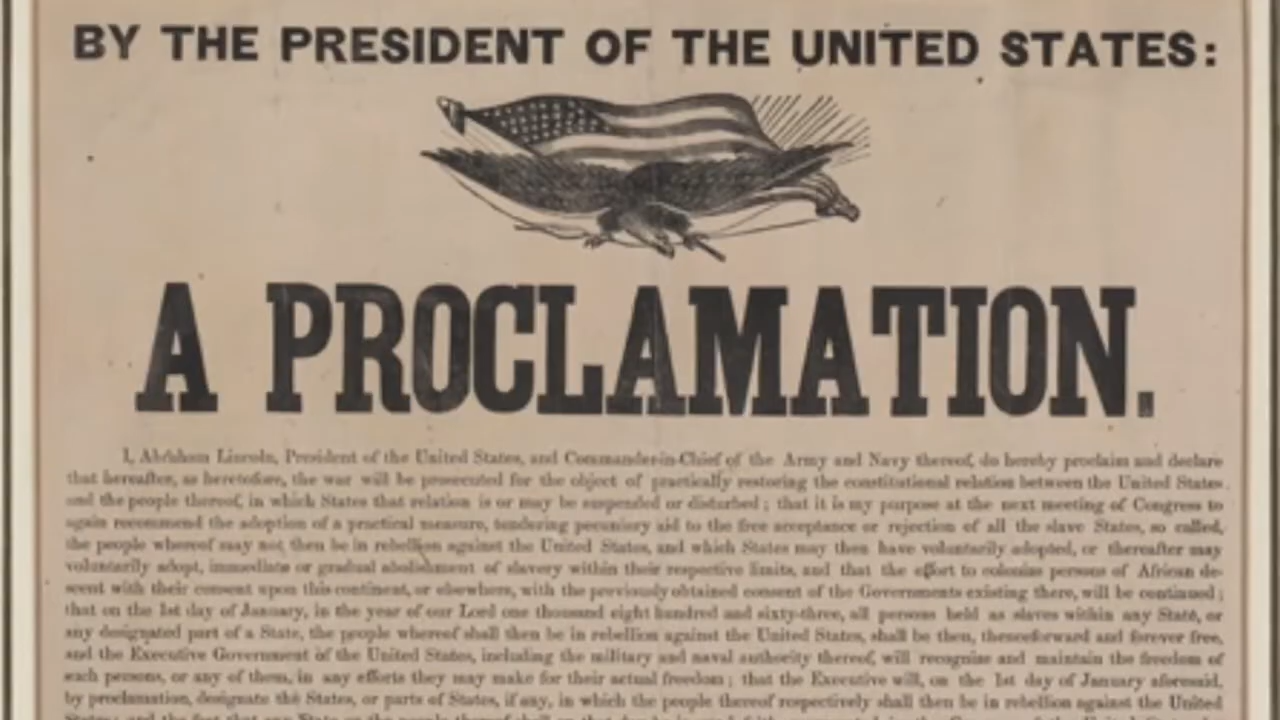 BY THE PRESIDENT OF THE UNITED STATES:
A PROCLAMATION.
I, Abraham Lincoln, President of the United States, and Commander-in-Chief of the Army and Navy thereof, do hereby proclaim and declare
that hereafter, as heretofore, the war will be prosecuted for the object of practically restoring the constitutional relation between the United States,
and the people thereof, in which States that relation is or may be suspended or disturbed; that it is my purpose at the next meeting of Congress to
again recommend the adoption of a practical measure, tendering pecuniary aid to the free acceptance or rejection of all the slave States, so called,
the people whereof may not then be in rebellion against the United States, and which States may then have voluntarily adopted, or thereafter may
voluntarily adopt, immediate or gradual abolishment of slavery within their respective limits, and that the effort to colonize persons of African de-
scent with their consent upon this continent, or elsewhere, with the previously obtained consent of the Governments existing there, will be continued;
that on the 1st day of January, in the year of our Lord one thousand eight hundred and sixty-three, all persons held as slaves within any State, or
any designated part of a State, the people whereof shall then be in rebellion against the United States, shall be then, thenceforward and forever free,
and the Executive Government of the United States, including the military and naval authority thereof, will recognize and maintain the freedom of
such persons, or any of them, in any efforts they may make for their actual freedom; that the Executive will, on the 1st day of January aforesaid,
by proclamation, designate the States, or parts of States, if any, in which the people thereof respectively shall then be in rebellion against the United